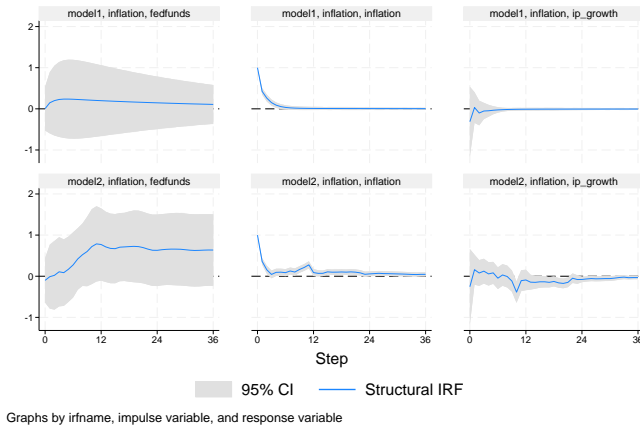 model1, inflation, fedfunds
model1, inflation, inflation
model1, inflation, ip_growth
2
1
0
-1
model2, inflation, fedfunds
model2, inflation, inflation
model2, inflation, ip_growth
2
1
0
-1
0 12 24 36
0 12 24 36
0 12 24 36
Step
95% CI
Structural IRF
Graphs by irfname, impulse variable, and response variable